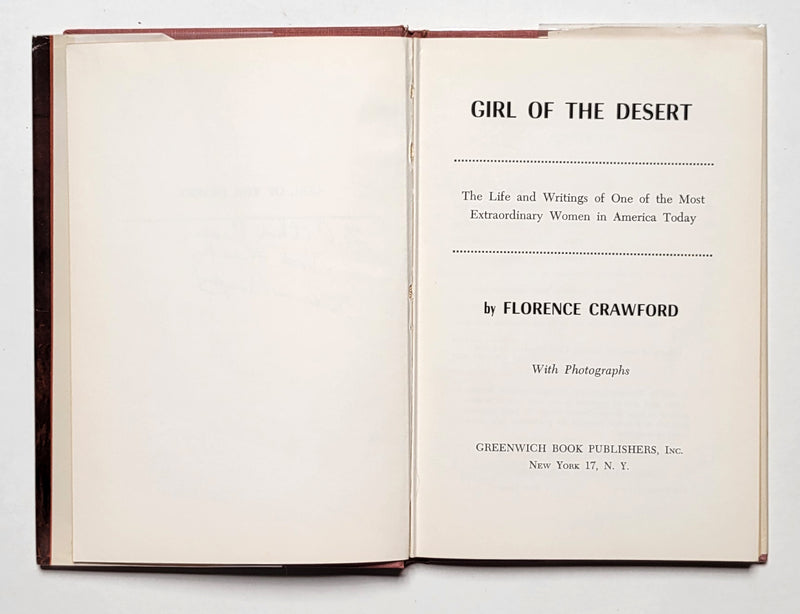 GIRL OF THE DESERT
The Life and Writings of One of the Most
Extraordinary Women in America Today
by FLORENCE CRAWFORD
With Photographs
GREENWICH BOOK PUBLISHERS, INC.
NEW YORK 17, N. Y.